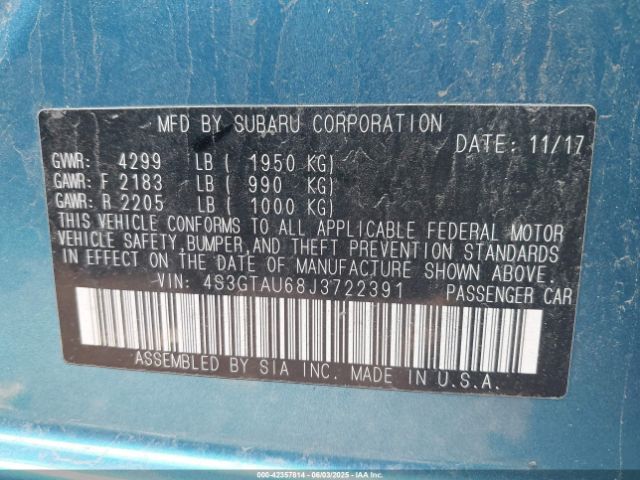 MFD BY SUBARU CORPORATION
DATE: 11/17
GVWR: 4299 LB ( 1950 KG)
GAWR: F 2183 LB ( 990 KG)
GAWR: R 2205 LB ( 1000 KG)
THIS VEHICLE CONFORMS TO ALL APPLICABLE FEDERAL MOTOR
VEHICLE SAFETY, BUMPER, AND THEFT PREVENTION STANDARDS
IN EFFECT ON THE DATE OF MANUFACTURE SHOWN ABOVE.
VIN: 4S3GTAU68J3722391 PASSENGER CAR
ASSEMBLED BY SIA INC. MADE IN U.S.A.
000-42357814 - 06/03/2025 - IAAI.COM